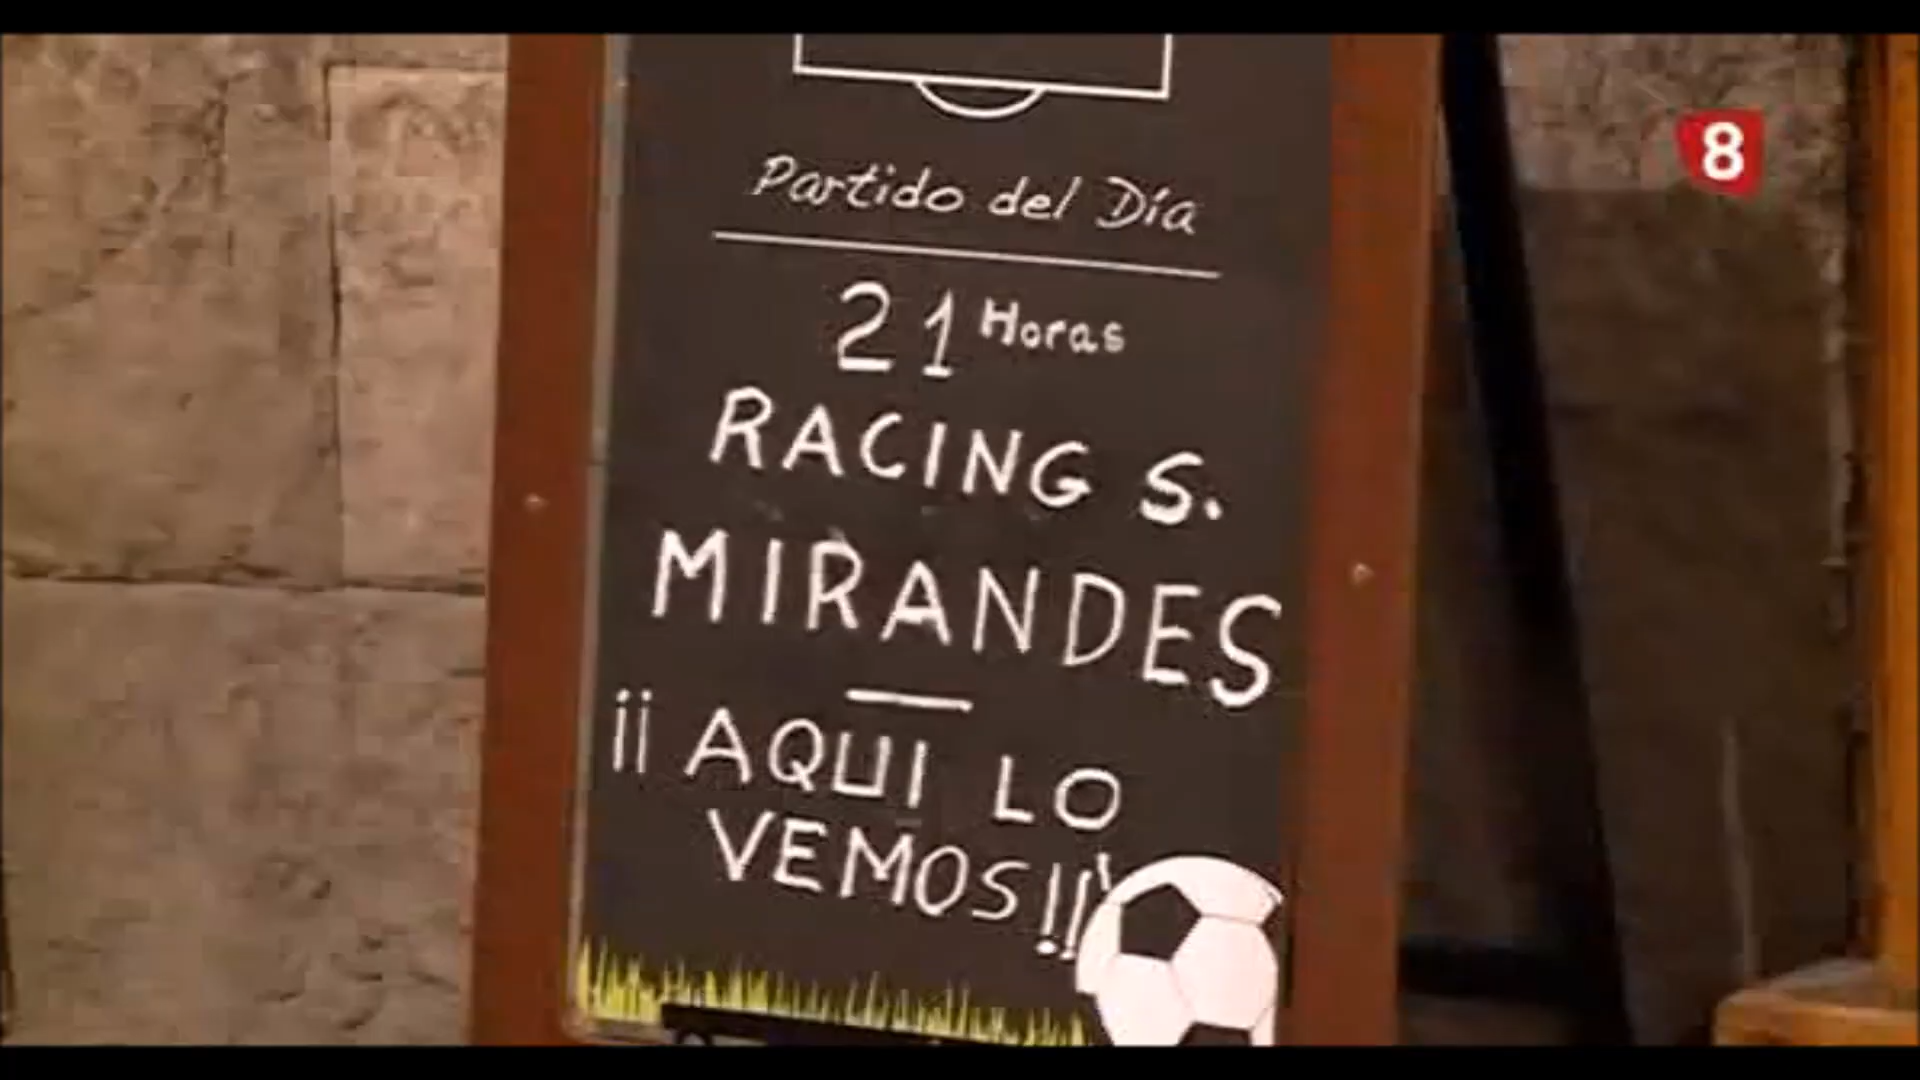 8
Partido del Día
21 Horas
RACING S.
MIRANDES
¡¡ AQUI LO
VEMOS!!